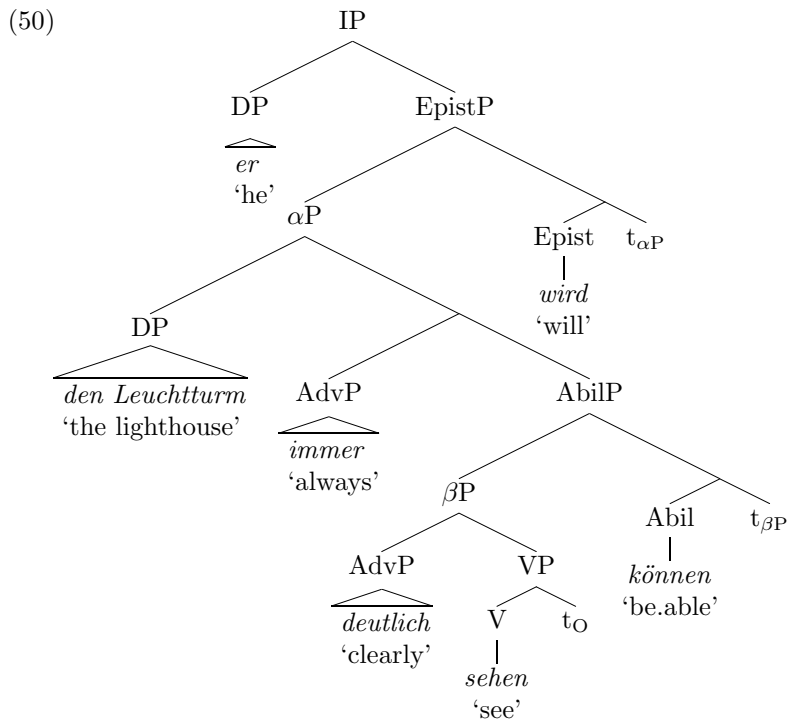 (50) IP
DP EpistP
er
‘he’
αP
Epist t_αP
wird
‘will’
DP
den Leuchtturm
‘the lighthouse’
AdvP AbilP
immer
‘always’
βP
Abil t_βP
können
‘be.able’
AdvP VP
deutlich
‘clearly’
V t_O
sehen
‘see’